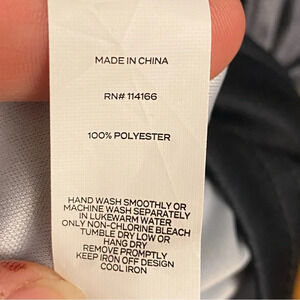 MADE IN CHINA
RN# 114166
100% POLYESTER
HAND WASH SMOOTHLY OR
MACHINE WASH SEPARATELY
IN LUKEWARM WATER
ONLY NON-CHLORINE BLEACH
TUMBLE DRY LOW OR
HANG DRY
REMOVE PROMPTLY
KEEP IRON OFF DESIGN
COOL IRON